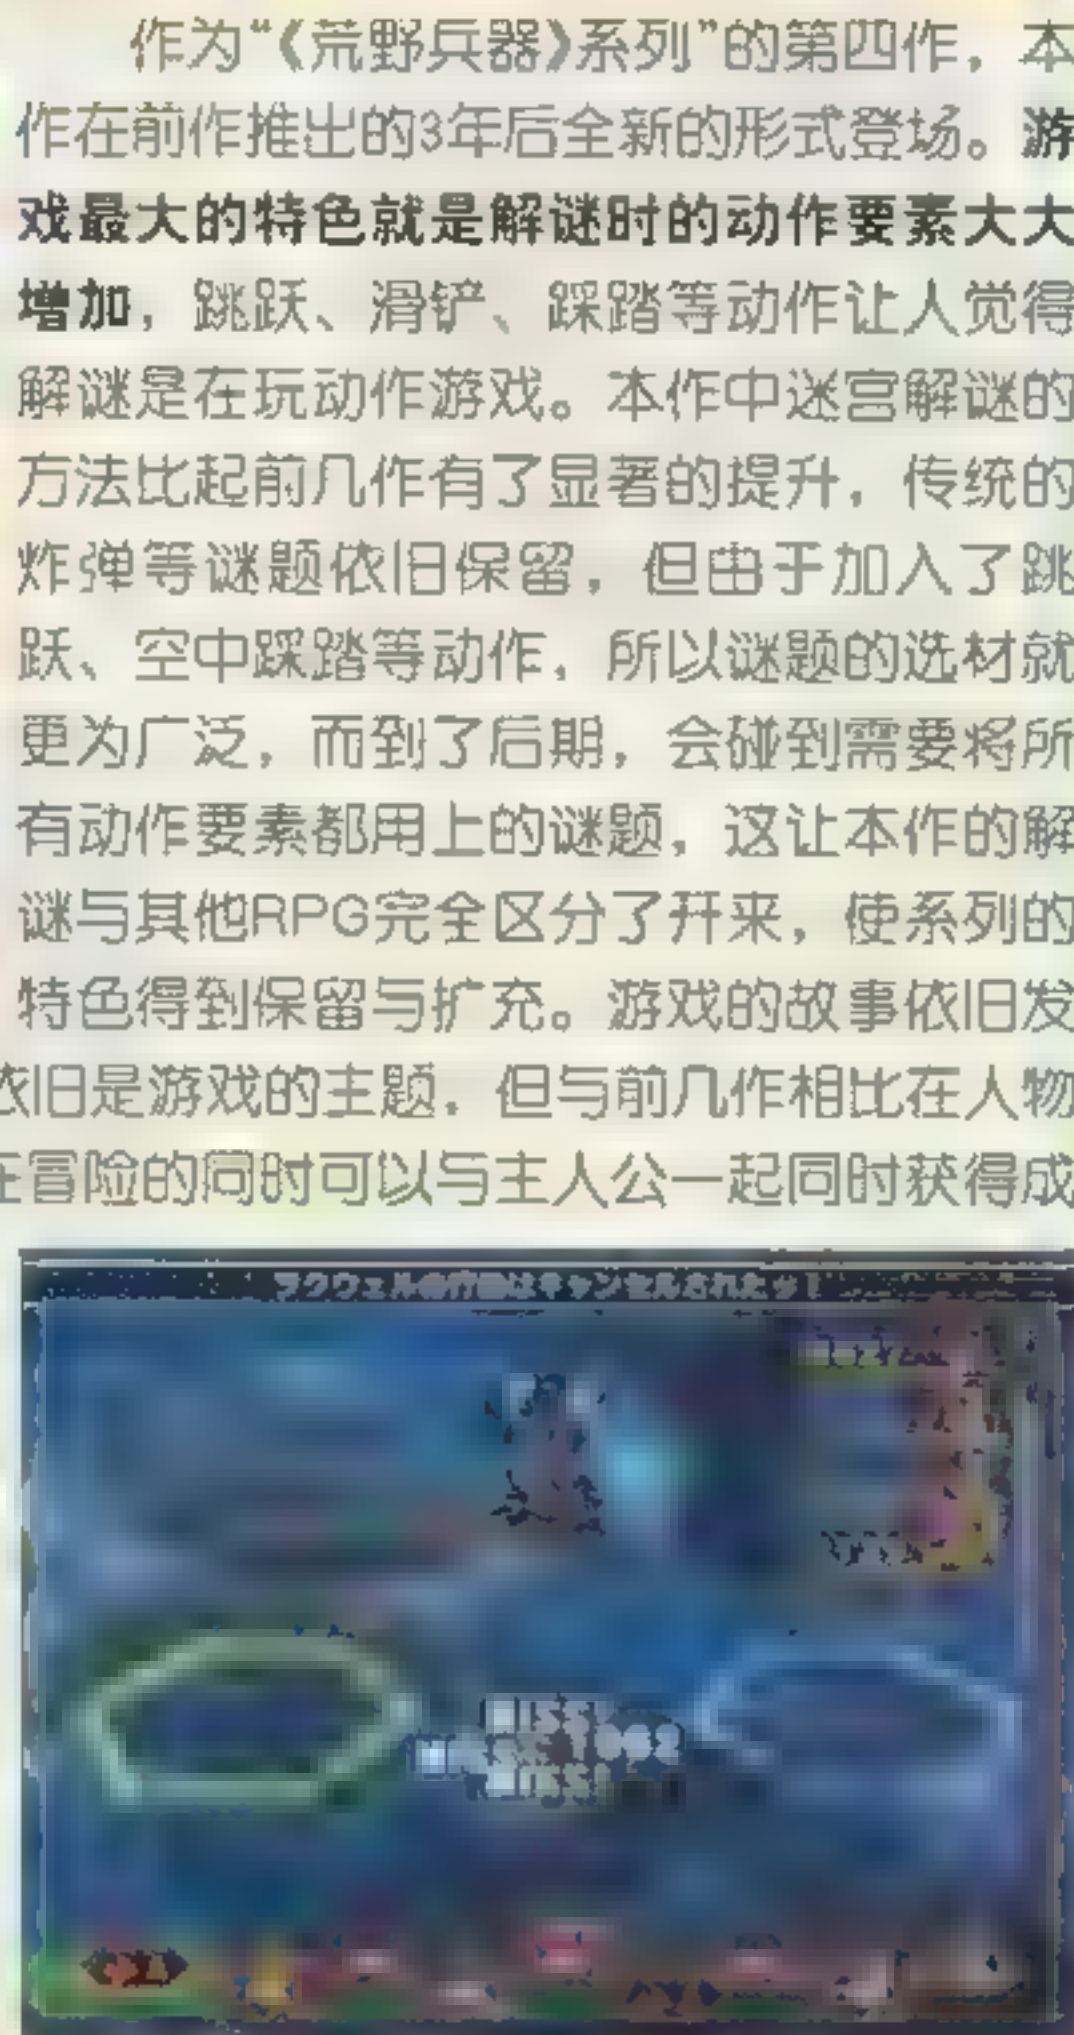 作为“《荒野兵器》系列”的第四作，本
作在前作推出的3年后全新的形式登场。游
戏最大的特色就是解谜时的动作要素大大
增加，跳跃、滑铲、踩踏等动作让人觉得
解谜是在玩动作游戏。本作中迷宫解谜的
方法比起前几作有了显著的提升，传统的
炸弹等谜题依旧保留，但由于加入了跳
跃、空中踩踏等动作，所以谜题的选材就
更为广泛，而到了后期，会碰到需要将所
有动作要素都用上的谜题，这让本作的解
谜与其他RPG完全区分了开来，使系列的
特色得到保留与扩充。游戏的故事依旧发
依旧是游戏的主题，但与前几作相比在人物
在冒险的同时可以与主人公一起同时获得成